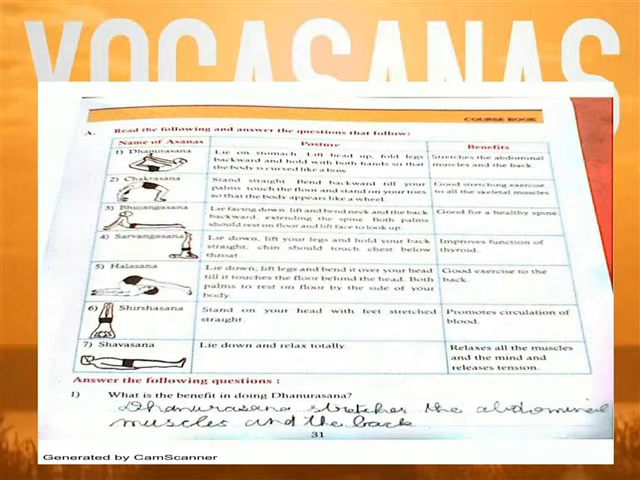 YOGASANAS
COURSE BOOK
A. Read the following and answer the questions that follow:
Name of Asanas Posture Benefits
1) Dhanurasana Lie on stomach. Lift head up, fold legs backward and hold with both hands so that the body is curved like a bow. Stretches the abdominal muscles and the back.
2) Chakrasana Stand straight. Bend backward till your palms touch the floor and stand on your toes so that the body appears like a wheel. Good stretching exercise to all the skeletal muscles
3) Bhujangasana Lie facing down, lift and bend neck and the back backward, extending the spine. Both palms should rest on floor and lift face to look up. Good for a healthy spine.
4) Sarvangasana Lie down, lift your legs and hold your back straight, chin should touch chest below throat. Improves function of thyroid.
5) Halasana Lie down, lift legs and bend it over your head till it touches the floor behind the head. Both palms to rest on floor by the side of your body. Good exercise to the back.
6) Shirshasana Stand on your head with feet stretched straight. Promotes circulation of blood.
7) Shavasana Lie down and relax totally. Relaxes all the muscles and the mind and releases tension.
Answer the following questions :
1) What is the benefit in doing Dhanurasana?
Dhanurasana stretches the abdominal
muscles and the back
31
Generated by CamScanner